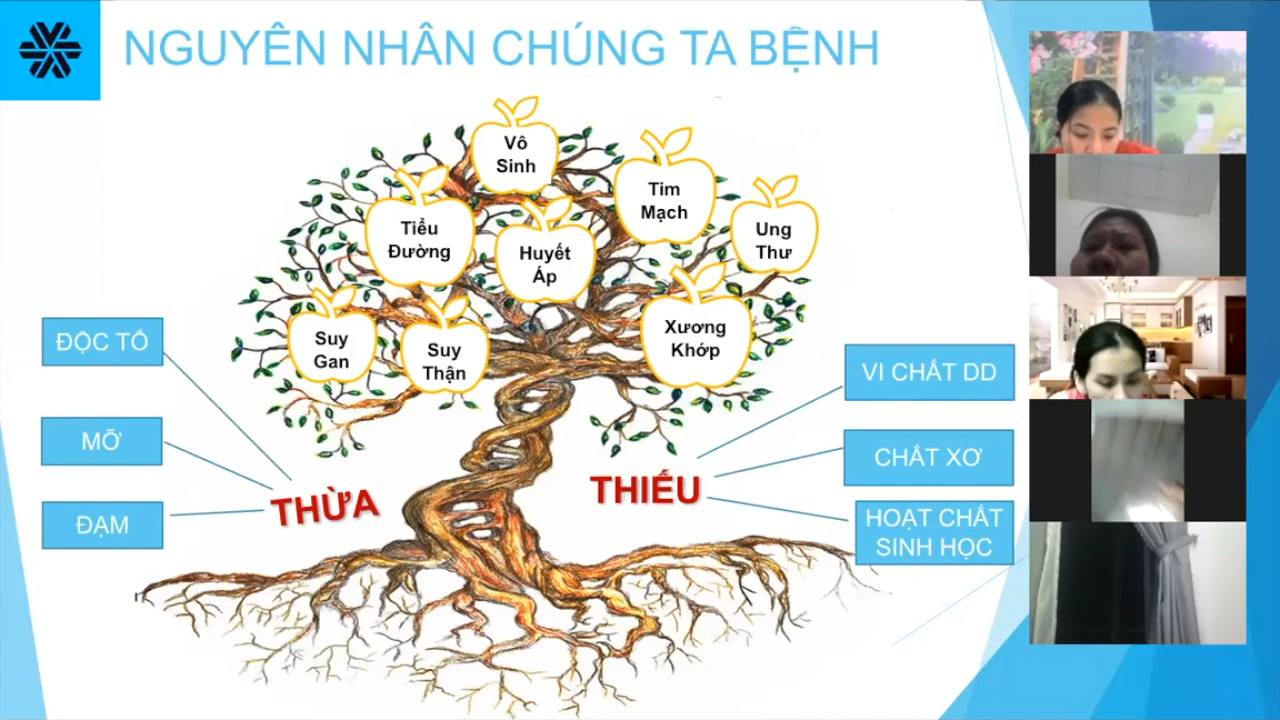 NGUYÊN NHÂN CHÚNG TA BỆNH
Vô
Sinh
Tim
Mạch
Tiểu
Đường
Ung
Thư
Huyết
Áp
Suy
Gan
Suy
Thận
Xương
Khớp
ĐỘC TỐ
MỠ
ĐẠM
THỪA
THIẾU
VI CHẤT DD
CHẤT XƠ
HOẠT CHẤT
SINH HỌC